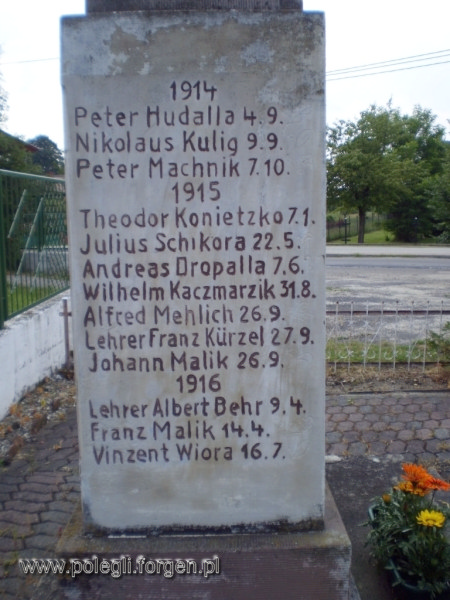 1914
Peter Hudalla 4.9.
Nikolaus Kulig 9.9.
Peter Machnik 7.10.
1915
Theodor Konietzko 7.1.
Julius Schikora 22.5.
Andreas Dropalla 7.6.
Wilhelm Kaczmarzik 31.8.
Alfred Mehlich 26.9.
Lehrer Franz Kürzel 27.9.
Johann Malik 26.9.
1916
Lehrer Albert Behr 9.4.
Franz Malik 14.4.
Vinzent Wiora 16.7.
www.polegli.forgen.pl